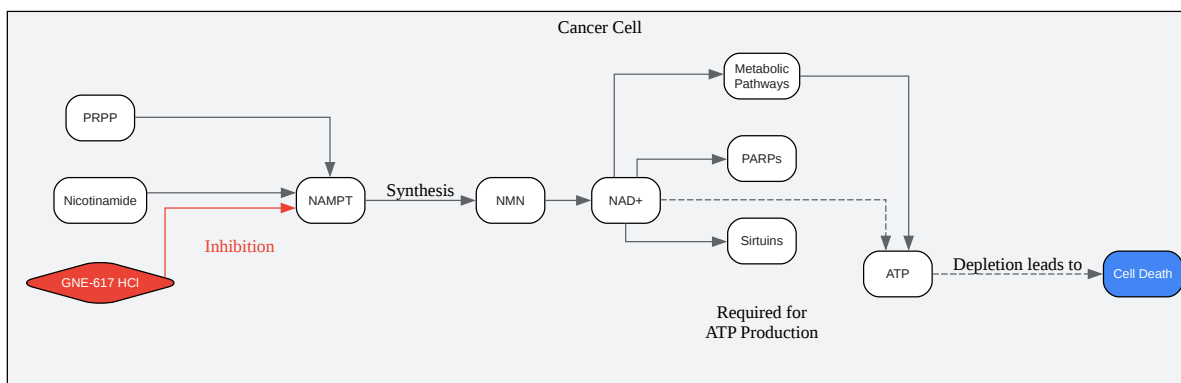 Cancer Cell
Metabolic
Pathways
PRPP
PARPs
Nicotinamide
NAMPT
Synthesis
NMN
NAD+
Inhibition
Sirtuins
GNE-617 HCl
ATP
Depletion leads to
Cell Death
Required for
ATP Production